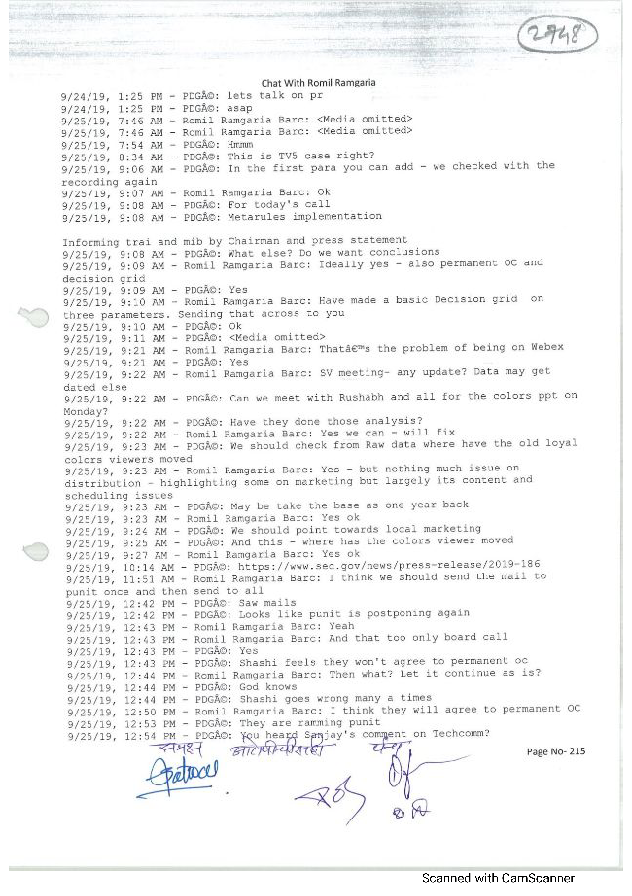 2748
Chat With Romil Ramgaria
9/24/19, 1:25 PM - PDGÂ©: lets talk on pr
9/24/19, 1:25 PM - PDGÂ©: asap
9/25/19, 7:46 AM - Romil Ramgaria Barc: <Media omitted>
9/25/19, 7:46 AM - Romil Ramgaria Barc: <Media omitted>
9/25/19, 7:54 AM - PDGÂ©: Hmmm
9/25/19, 8:34 AM - PDGÂ©: This is TV5 case right?
9/25/19, 9:06 AM - PDGÂ©: In the first para you can add - we checked with the
recording again
9/25/19, 9:07 AM - Romil Ramgaria Barc: Ok
9/25/19, 9:08 AM - PDGÂ©: For today's call
9/25/19, 9:08 AM - PDGÂ©: Metarules implementation
Informing trai and mib by Chairman and press statement
9/25/19, 9:08 AM - PDGÂ©: What else? Do we want conclusions
9/25/19, 9:09 AM - Romil Ramgaria Barc: Ideally yes - also permanent OC and
decision grid
9/25/19, 9:09 AM - PDGÂ©: Yes
9/25/19, 9:10 AM - Romil Ramgaria Barc: Have made a basic Decision grid on
three parameters. Sending that across to you
9/25/19, 9:10 AM - PDGÂ©: Ok
9/25/19, 9:11 AM - PDGÂ©: <Media omitted>
9/25/19, 9:21 AM - Romil Ramgaria Barc: Thatâ€™s the problem of being on Webex
9/25/19, 9:21 AM - PDGÂ©: Yes
9/25/19, 9:22 AM - Romil Ramgaria Barc: SV meeting- any update? Data may get
dated else
9/25/19, 9:22 AM - PDGÂ©: Can we meet with Rushabh and all for the colors ppt on
Monday?
9/25/19, 9:22 AM - PDGÂ©: Have they done those analysis?
9/25/19, 9:22 AM - Romil Ramgaria Barc: Yes we can - will fix
9/25/19, 9:23 AM - PDGÂ©: We should check from Raw data where have the old loyal
colors viewers moved
9/25/19, 9:23 AM - Romil Ramgaria Barc: Yes - but nothing much issue on
distribution - highlighting some on marketing but largely its content and
scheduling issues
9/25/19, 9:23 AM - PDGÂ©: May be take the base as one year back
9/25/19, 9:23 AM - Romil Ramgaria Barc: Yes ok
9/25/19, 9:24 AM - PDGÂ©: We should point towards local marketing
9/25/19, 9:25 AM - PDGÂ©: And this - where has the colors viewer moved
9/25/19, 9:27 AM - Romil Ramgaria Barc: Yes ok
9/25/19, 10:14 AM - PDGÂ©: https://www.sec.gov/news/press-release/2019-186
9/25/19, 11:51 AM - Romil Ramgaria Barc: I think we should send the mail to
punit once and then send to all
9/25/19, 12:42 PM - PDGÂ©: Saw mails
9/25/19, 12:42 PM - PDGÂ©: Looks like punit is postponing again
9/25/19, 12:43 PM - Romil Ramgaria Barc: Yeah
9/25/19, 12:43 PM - Romil Ramgaria Barc: And that too only board call
9/25/19, 12:43 PM - PDGÂ©: Yes
9/25/19, 12:43 PM - PDGÂ©: Shashi feels they won't agree to permanent oc
9/25/19, 12:44 PM - Romil Ramgaria Barc: Then what? Let it continue as is?
9/25/19, 12:44 PM - PDGÂ©: God knows
9/25/19, 12:44 PM - PDGÂ©: Shashi goes wrong many a times
9/25/19, 12:50 PM - Romil Ramgaria Barc: I think they will agree to permanent OC
9/25/19, 12:53 PM - PDGÂ©: They are ramming punit
9/25/19, 12:54 PM - PDGÂ©: You heard Sanjay's comment on Techcomm?
Page No- 215
Scanned with CamScanner